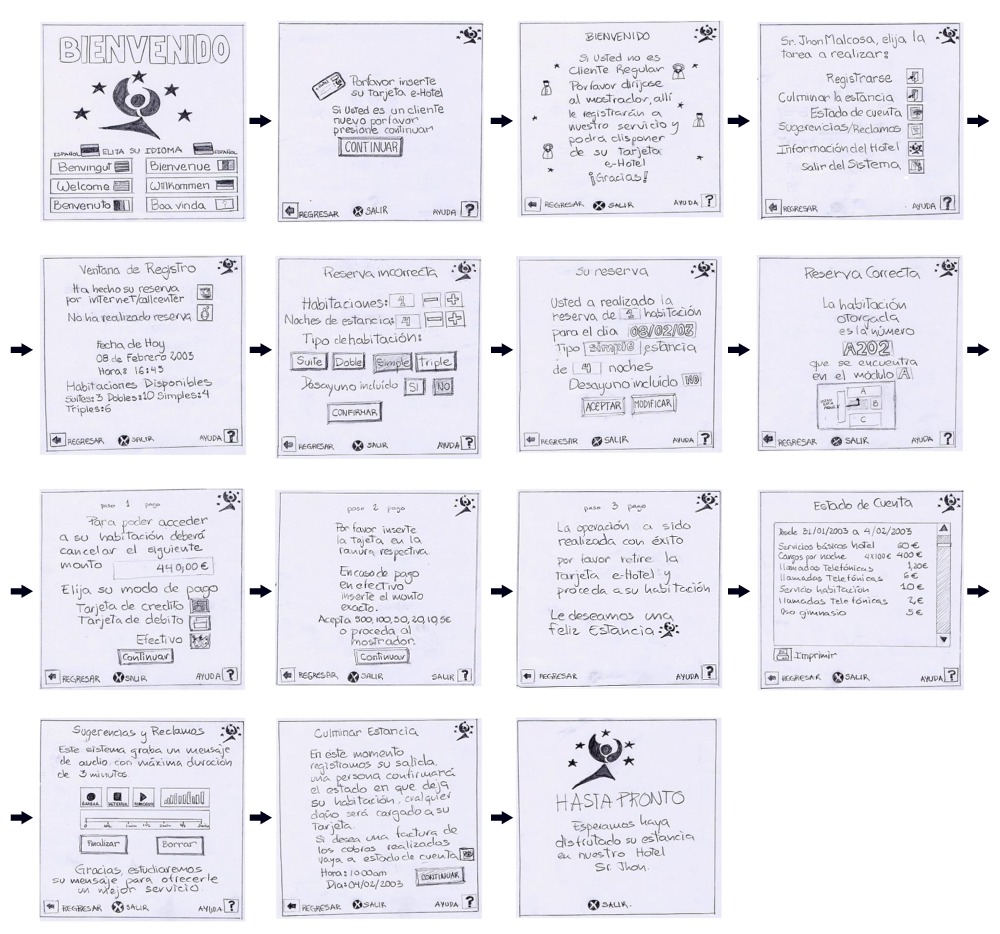 BIENVENIDO
ESPAÑOL ELIJA SU IDIOMA ESPAÑOL
Benvingut Bienvenue
Welcome Willkommen
Benvenuto Boa vinda
Porfavor inserte
su tarjeta e-Hotel
Si Usted es un cliente
nuevo porfavor
presione continuar
CONTINUAR
REGRESAR SALIR AYUDA ?
BIENVENIDO
Si Usted no es
Cliente Regular
Porfavor dirijase
al mostrador, alli
le registrarán a
nuestro servicio y
podrá disponer
de su Tarjeta
e-Hotel
¡Gracias!
REGRESAR SALIR AYUDA ?
Sr. Jhon Malcosa, elija la
tarea a realizar:
Registrarse
Culminar la estancia
Estado de cuenta
Sugerencias/Reclamos
Información del Hotel
Salir del Sistema
REGRESAR AYUDA ?
Ventana de Registro
Ha hecho su reserva
por internet/callcenter
No ha realizado reserva
Fecha de Hoy
08 de Febrero 2003
Hora: 16:45
Habitaciones Disponibles
Suites:3 Dobles:10 Simples:4
Triples:6
REGRESAR SALIR AYUDA ?
Reserva incorrecta
Habitaciones: 1 - +
Noches de estancia: 4 - +
Tipo de habitación:
Suite Doble Simple Triple
Desayuno incluído SI NO
CONFIRMAR
REGRESAR SALIR AYUDA ?
Su reserva
Usted a realizado la
reserva de 1 habitación
para el día 08/02/03
Tipo simple estancia
de 4 noches
Desayuno incluído NO
ACEPTAR MODIFICAR
REGRESAR SALIR AYUDA ?
Reserva Correcta
La habitación
otorgada
es la número
A202
que se encuentra
en el módulo A
A
B
C
REGRESAR SALIR AYUDA ?
paso 1 pago
Para poder acceder
a su habitación deberá
cancelar el siguiente
monto 440,00 €
Elija su modo de pago
Tarjeta de credito
Tarjeta de debito
Efectivo
Continuar
REGRESAR SALIR AYUDA ?
paso 2 pago
Por favor inserte
la tajeta en la
ranura respectiva.
En caso de pago
en efectivo
inserte el monto
exacto.
Acepta 500,100,50,20,10,5€
o proceda al
mostrador.
Continuar
REGRESAR SALIR SALIR ?
paso 3 pago
La operación a sido
realizada con éxito
por favor retire la
Tarjeta e-Hotel y
proceda a su habitación
Le deseamos una
feliz Estancia
REGRESAR SALIR AYUDA ?
Estado de Cuenta
Desde 31/01/2003 a 4/02/2003
Servicios básicos hotel 60 €
Cargos por noche 4x100€ 400 €
llamadas Telefónicas 1,20€
llamadas Telefónicas 6 €
Servicio habitación 10 €
llamadas Telefónicas 2,€
Uso gimnasio 5 €
Imprimir
REGRESAR SALIR AYUDA ?
Sugerencias y Reclamos
Este sistema graba un mensaje
de audio, con máxima duración
de 3 minutos.
GRABAR DETENER
Finalizar Borrar
Gracias, estudiaremos
su mensaje para ofrecerle
un mejor servicio.
REGRESAR SALIR AYUDA ?
Culminar Estancia
En este momento
registramos su salida,
una persona confirmará
el estado en que deja
su habitación, cualquier
daño será cargado a su
Tarjeta.
Si desea una factura de
los cobros realizados
vaya a estado de cuenta
Hora: 10:00am
Dia: 04/02/2003
CONTINUAR
REGRESAR SALIR AYUDA ?
HASTA PRONTO
Esperamos haya
disfrutado su estancia
en nuestro Hotel
Sr. Jhon.
SALIR.